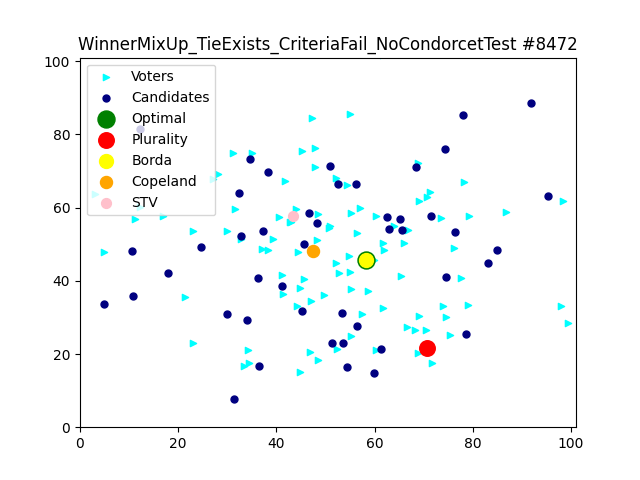 WinnerMixUp_TieExists_CriteriaFail_NoCondorcetTest #8472
100
80
60
40
20
0
Voters
Candidates
Optimal
Plurality
Borda
Copeland
STV
0 20 40 60 80 100